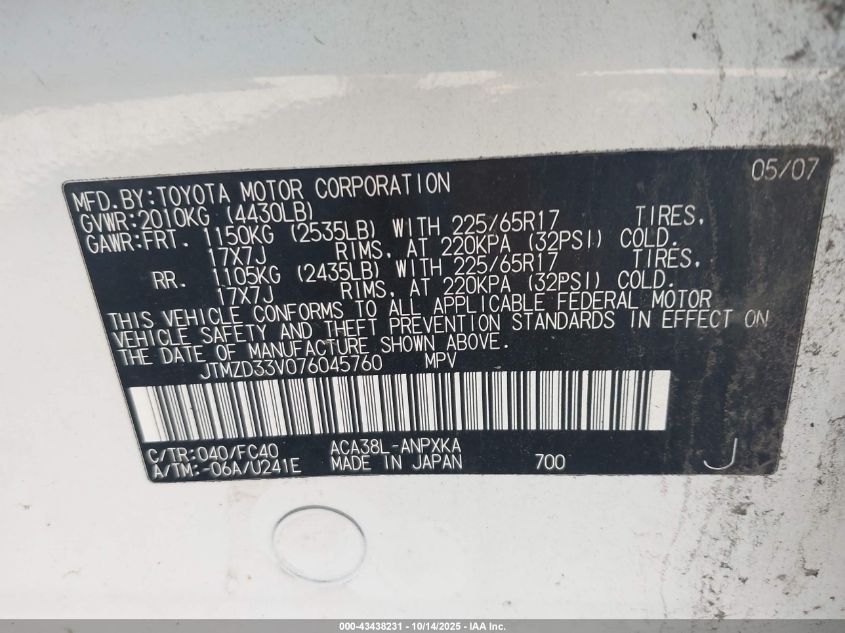 05/07
MFD. BY: TOYOTA MOTOR CORPORATION
GVWR: 2010KG (4430LB)
GAWR: FRT. 1150KG (2535LB) WITH 225/65R17 TIRES,
17X7J RIMS, AT 220KPA (32PSI) COLD.
RR. 1105KG (2435LB) WITH 225/65R17 TIRES,
17X7J RIMS, AT 220KPA (32PSI) COLD.
THIS VEHICLE CONFORMS TO ALL APPLICABLE FEDERAL MOTOR
VEHICLE SAFETY AND THEFT PREVENTION STANDARDS IN EFFECT ON
THE DATE OF MANUFACTURE SHOWN ABOVE.
JTMZD33V076045760 MPV
C/TR: 040/FC40 ACA38L-ANPXKA
A/TM: -06A/U241E MADE IN JAPAN 700 J
000-43438231 - 10/14/2025 - IAA Inc.